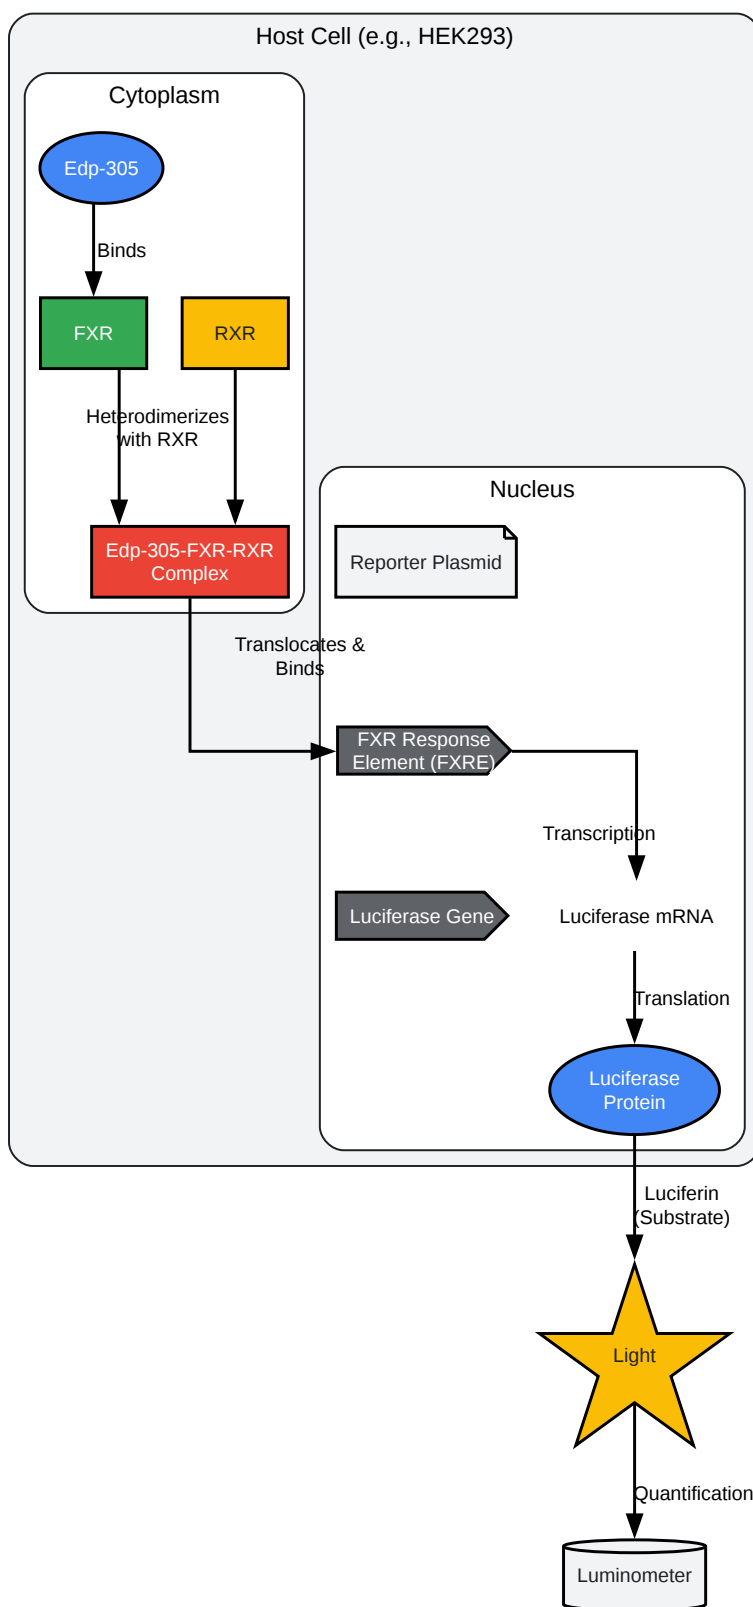 Host Cell (e.g., HEK293)
Cytoplasm
Edp-305
Binds
FXR
RXR
Heterodimerizes
with RXR
Edp-305-FXR-RXR
Complex
Nucleus
Reporter Plasmid
Translocates &
Binds
FXR Response
Element (FXRE)
Transcription
Luciferase Gene
Luciferase mRNA
Translation
Luciferase
Protein
Luciferin
(Substrate)
Light
Quantification
Luminometer